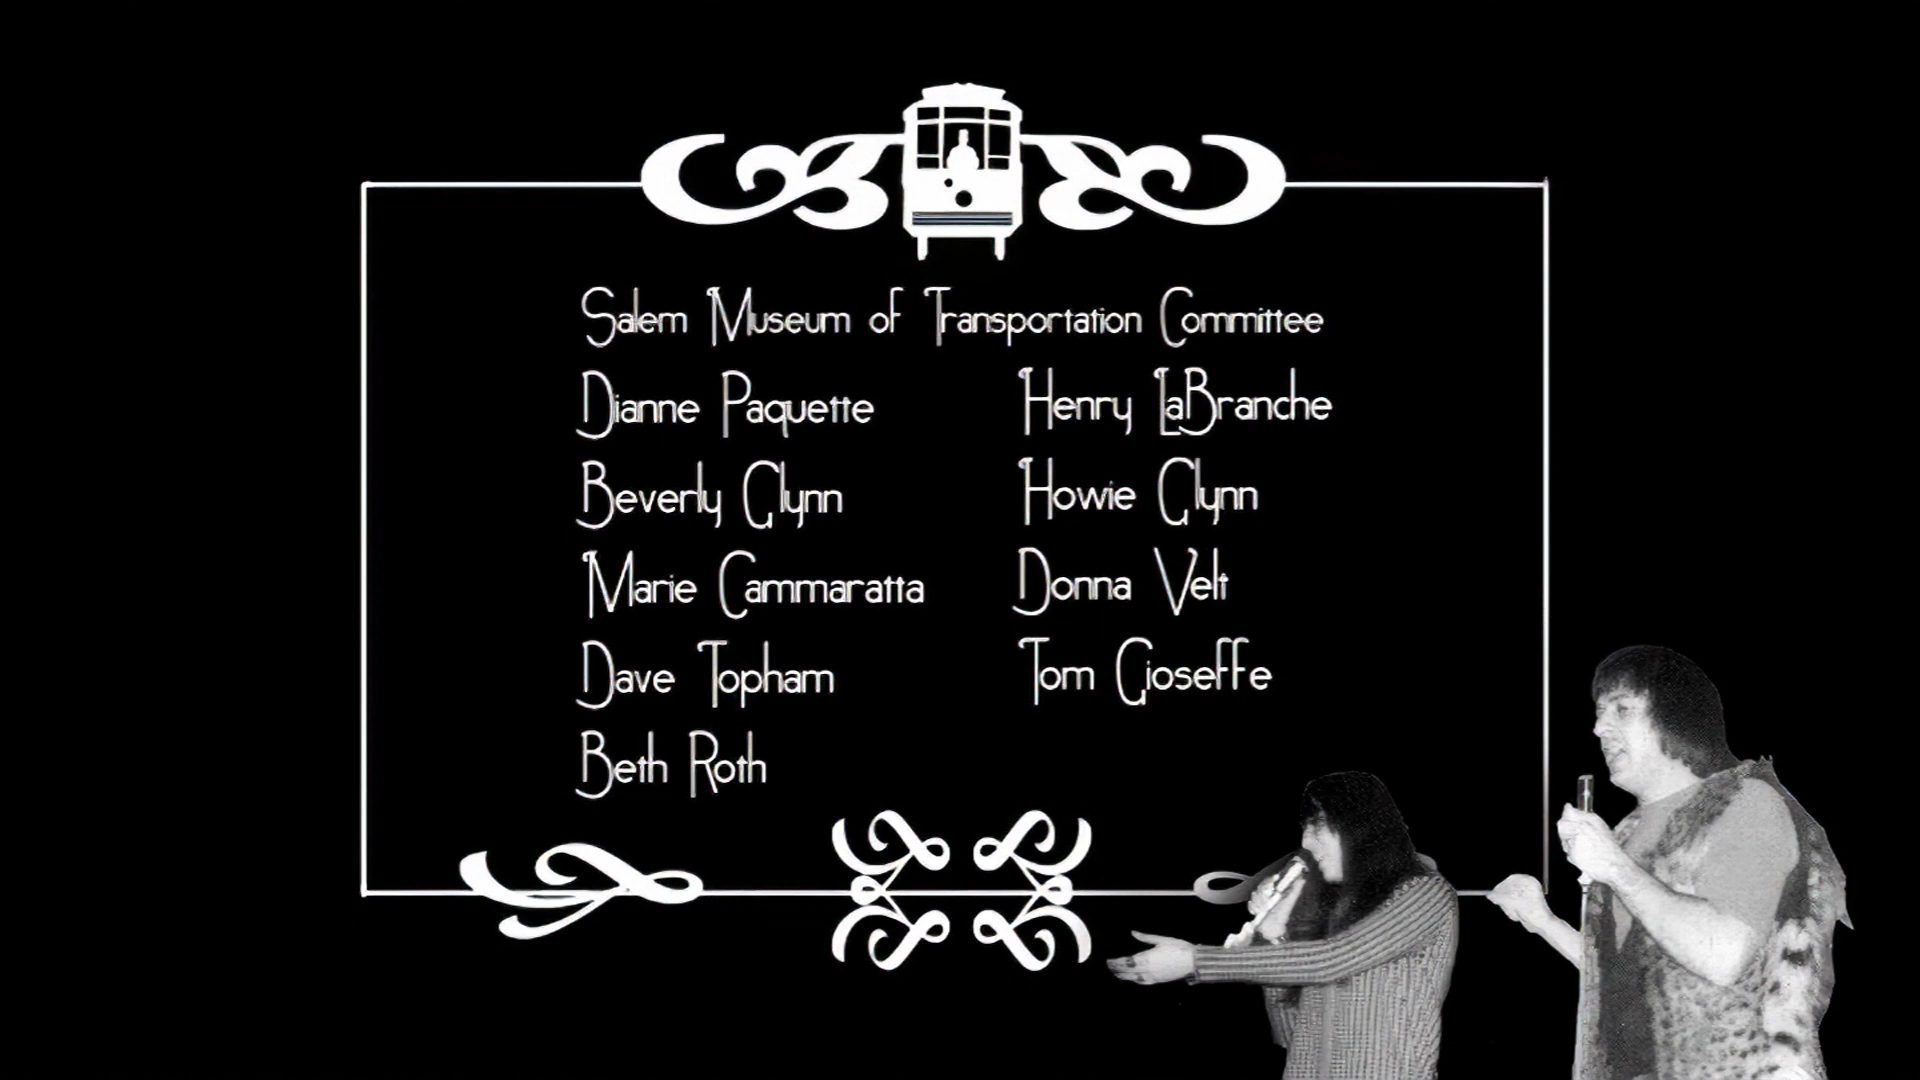 Salem Museum of Transportation Committee
Dianne Paquette
Henry LaBranche
Beverly Glynn
Howie Glynn
Marie Cammaratta
Donna Velt
Dave Topham
Tom Gioseffe
Beth Roth